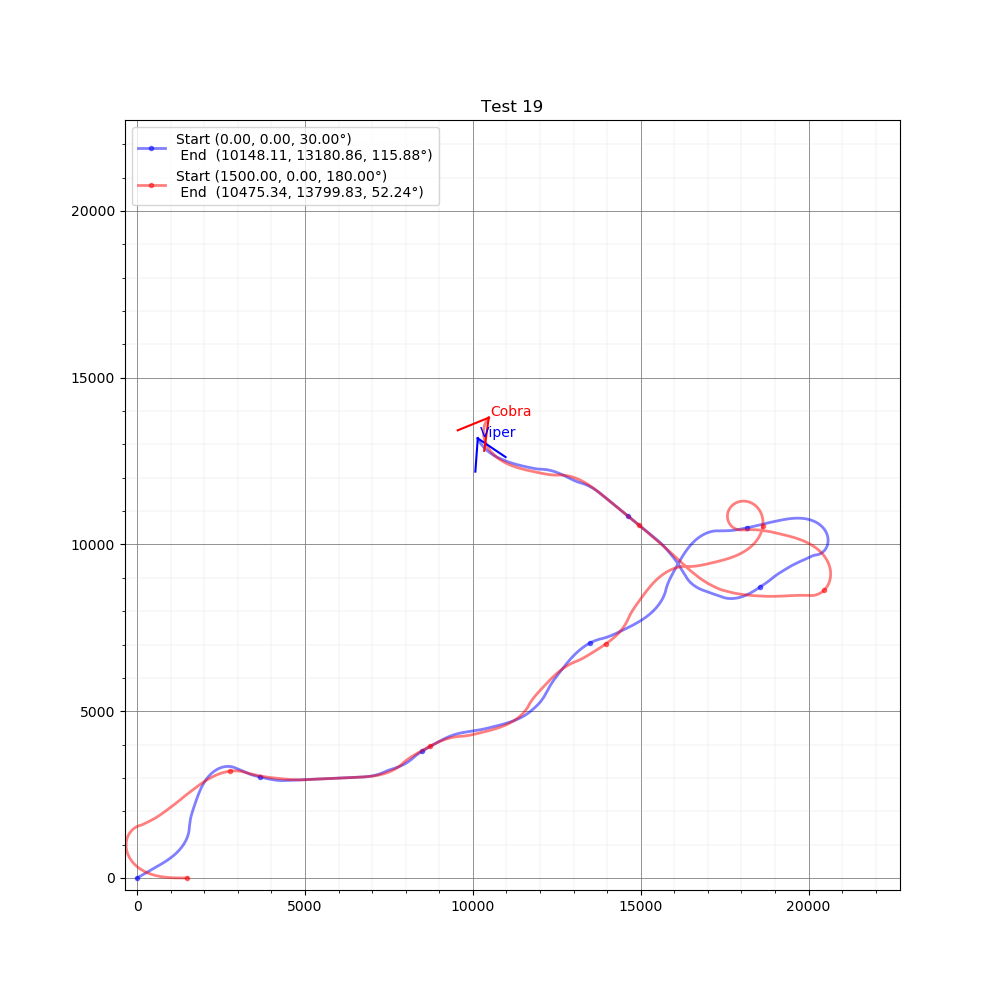 Test 19
Start (0.00, 0.00, 30.00°)
End (10148.11, 13180.86, 115.88°)
Start (1500.00, 0.00, 180.00°)
End (10475.34, 13799.83, 52.24°)
20000
15000
Cobra
Viper
10000
5000
0
0 5000 10000 15000 20000